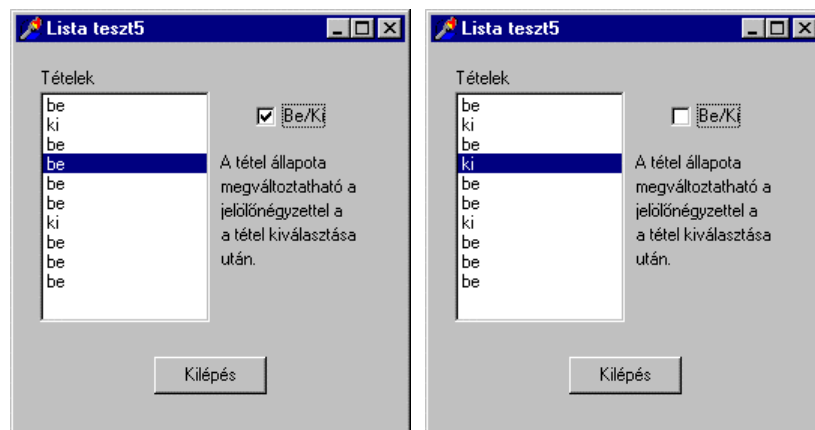 Lista teszt5
Tételek
be
ki
be
be
be
be
ki
be
be
be
Be/Ki
A tétel állapota
megváltoztatható a
jelölőnégyzettel a
a tétel kiválasztása
után.
Kilépés
Lista teszt5
Tételek
be
ki
be
ki
be
be
ki
be
be
be
Be/Ki
A tétel állapota
megváltoztatható a
jelölőnégyzettel a
a tétel kiválasztása
után.
Kilépés